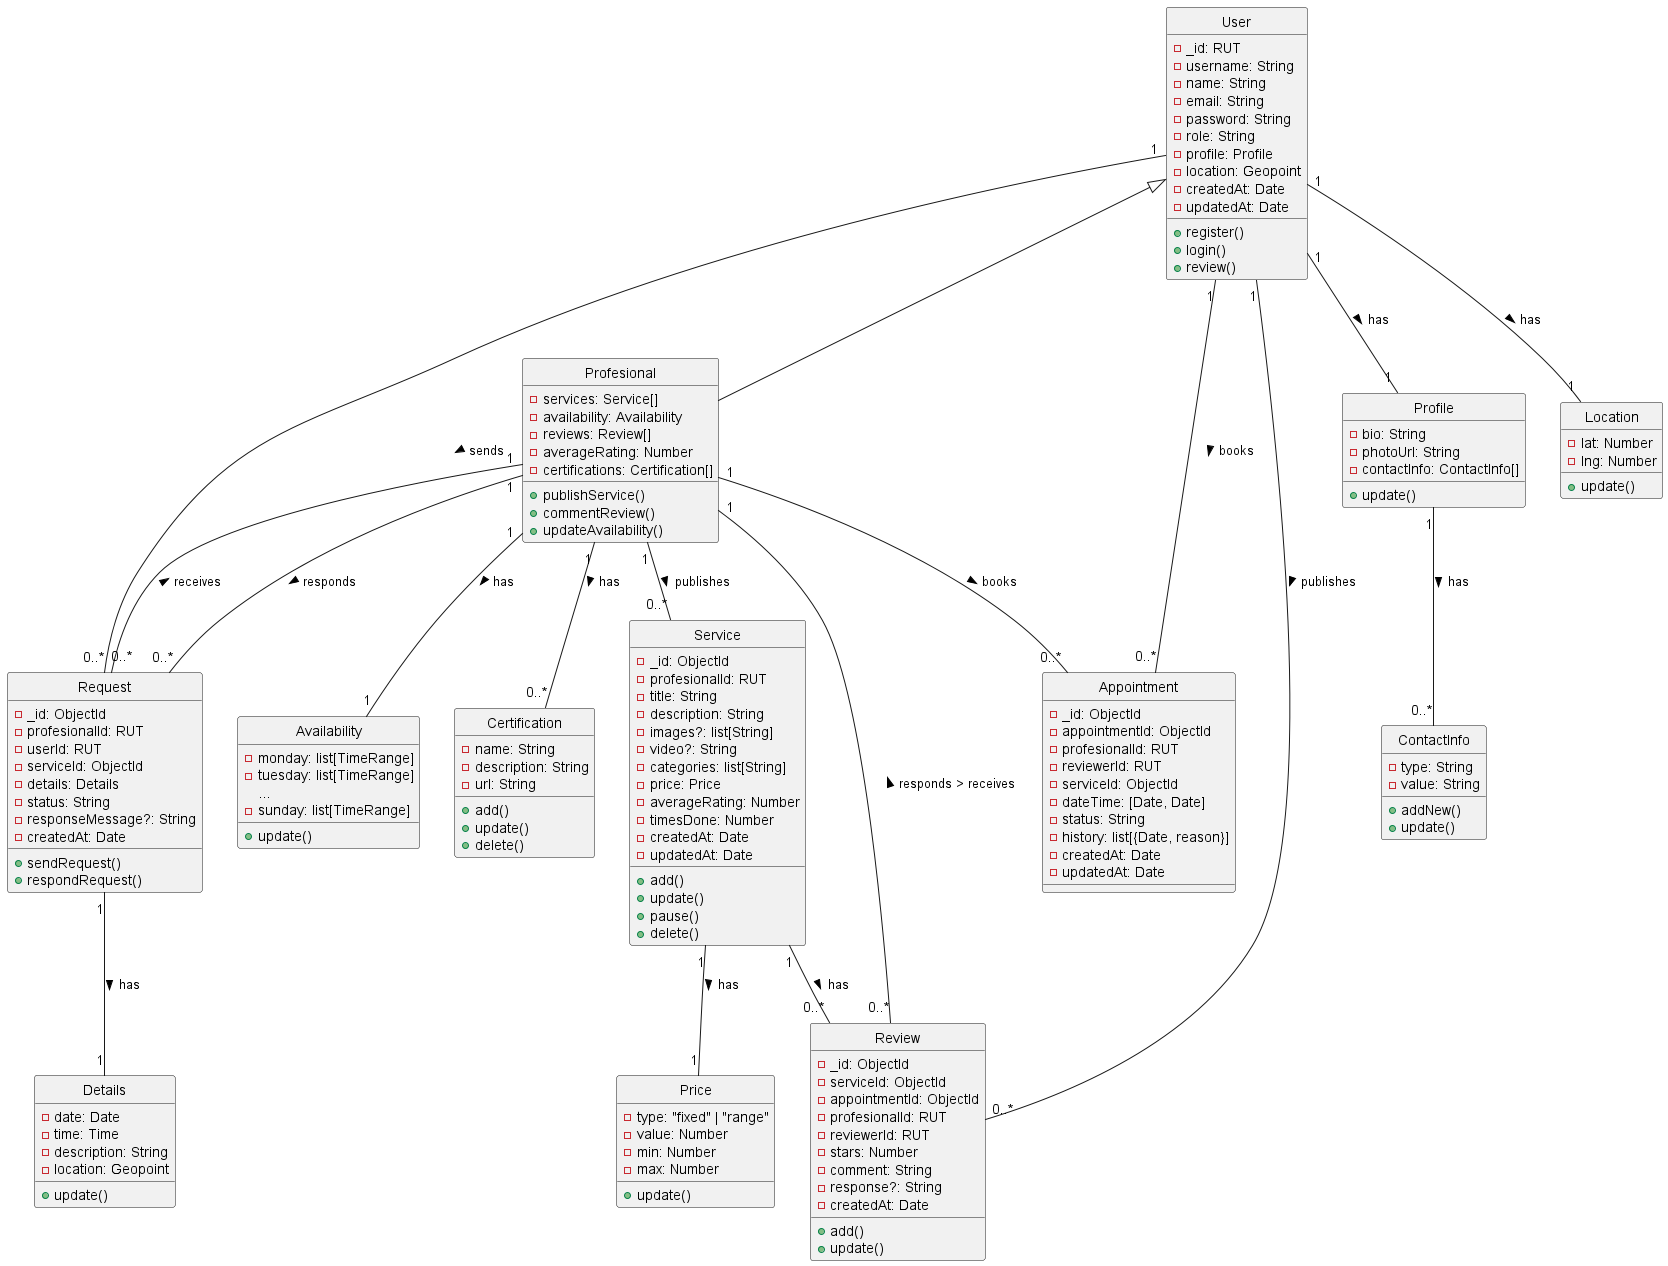 User
_id: RUT
username: String
name: String
email: String
password: String
role: String
profile: Profile
location: Geopoint
createdAt: Date
updatedAt: Date
register()
login()
review()
1
1
1
1
1
has
has
Profesional
services: Service[]
availability: Availability
reviews: Review[]
averageRating: Number
certifications: Certification[]
publishService()
commentReview()
updateAvailability()
sends
1
1
1
1
1
1
1
books
1
1
Profile
bio: String
photoUrl: String
contactInfo: ContactInfo[]
update()
Location
lat: Number
lng: Number
update()
receives
responds
has
has
publishes
books
publishes
1
has
0..*
0..*
0..*
1
0..*
0..*
0..*
0..*
0..*
Request
_id: ObjectId
profesionalId: RUT
userId: RUT
serviceId: ObjectId
details: Details
status: String
responseMessage?: String
createdAt: Date
sendRequest()
respondRequest()
Availability
monday: list[TimeRange]
tuesday: list[TimeRange]
...
sunday: list[TimeRange]
update()
Certification
name: String
description: String
url: String
add()
update()
delete()
Service
_id: ObjectId
profesionalId: RUT
title: String
description: String
images?: list[String]
video?: String
categories: list[String]
price: Price
averageRating: Number
timesDone: Number
createdAt: Date
updatedAt: Date
add()
update()
pause()
delete()
responds > receives
Appointment
_id: ObjectId
appointmentId: ObjectId
profesionalId: RUT
reviewerId: RUT
serviceId: ObjectId
dateTime: [Date, Date]
status: String
history: list[{Date, reason}]
createdAt: Date
updatedAt: Date
ContactInfo
type: String
value: String
addNew()
update()
1
has
1
1
has
1
1
has
0..*
0..*
0..*
Details
date: Date
time: Time
description: String
location: Geopoint
update()
Price
type: "fixed" | "range"
value: Number
min: Number
max: Number
update()
Review
_id: ObjectId
serviceId: ObjectId
appointmentId: ObjectId
profesionalId: RUT
reviewerId: RUT
stars: Number
comment: String
response?: String
createdAt: Date
add()
update()